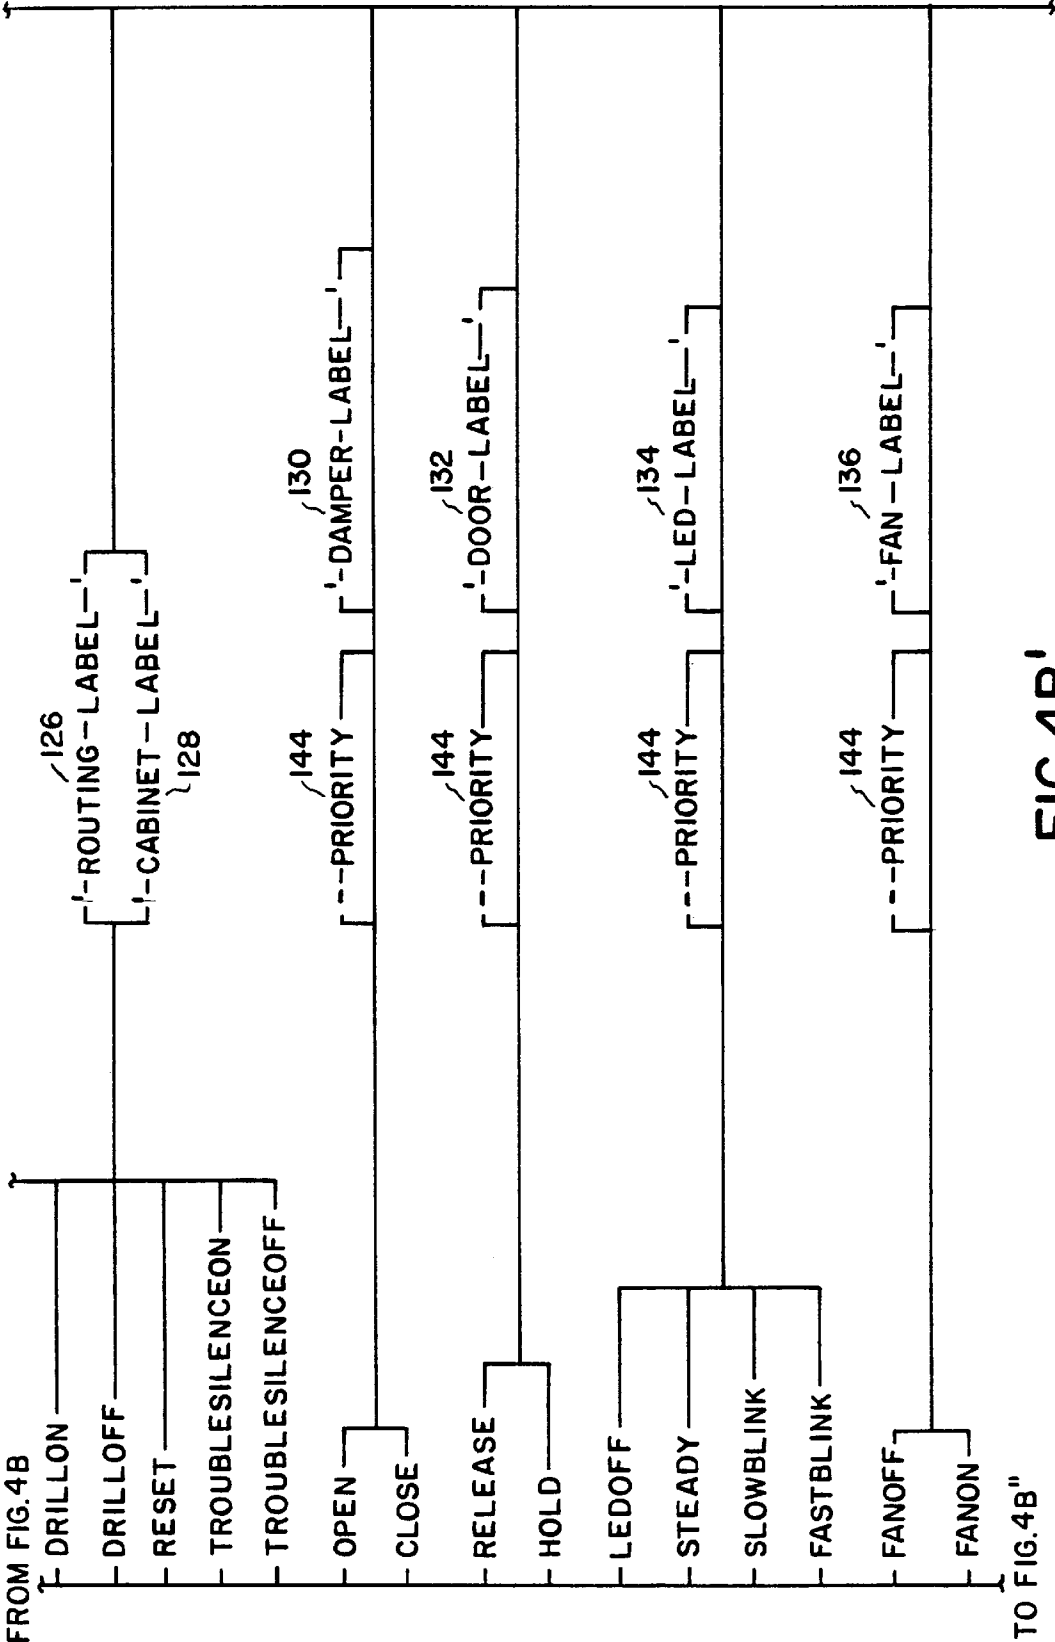 FROM FIG.4B
DRILLON
DRILLOFF
RESET
TROUBLESILENCEON
TROUBLESILENCEOFF
126
'-ROUTING-LABEL-'
'-CABINET-LABEL-'
128
OPEN
CLOSE
144
--PRIORITY
130
'-DAMPER-LABEL-'
RELEASE
HOLD
144
--PRIORITY
132
'-DOOR-LABEL-'
LEDOFF
STEADY
SLOWBLINK
FASTBLINK
144
--PRIORITY
134
'-LED-LABEL-'
FANOFF
FANON
144
--PRIORITY
136
'-FAN-LABEL-'
TO FIG.4B"
FIG.4B'